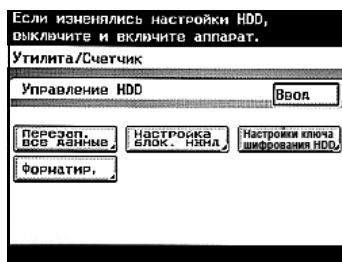 Если изменялись настройки HDD,
выключите и включите аппарат.
Утилита/Счетчик
Управление HDD
Ввод
Перезап.
все данные
Настройка
блок. НЖМД
Настройки ключа
шифрования HDD
Форматир.